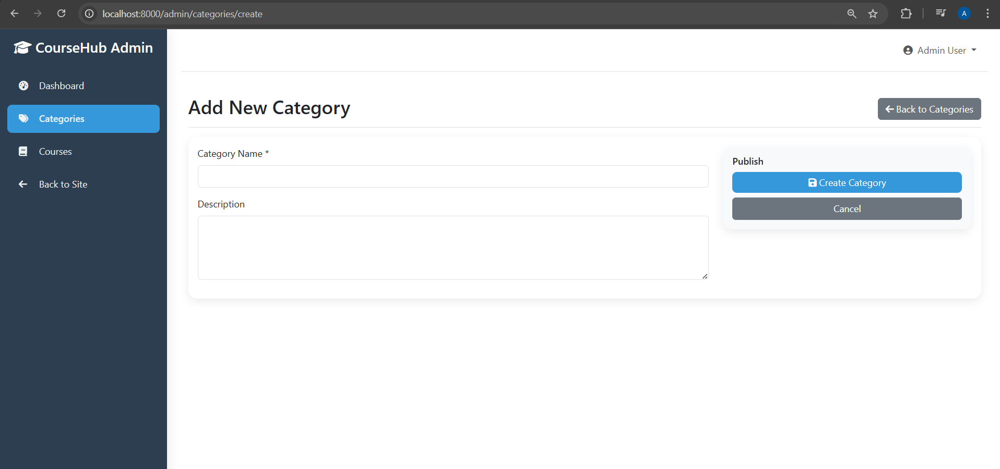 localhost:8000/admin/categories/create
A
CourseHub Admin
Admin User
Dashboard
Categories
Courses
Back to Site
Add New Category
Back to Categories
Category Name *
Description
Publish
Create Category
Cancel